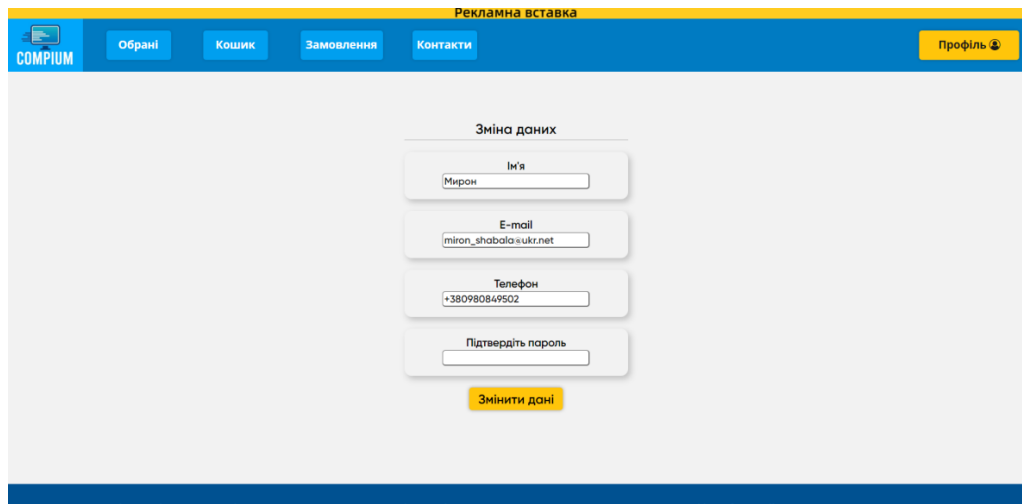 Рекламна вставка
COMPIUM
Обрані
Кошик
Замовлення
Контакти
Профіль
Зміна даних
Ім'я
Мирон
E-mail
miron_shabala@ukr.net
Телефон
+380980849502
Підтвердіть пароль
Змінити дані